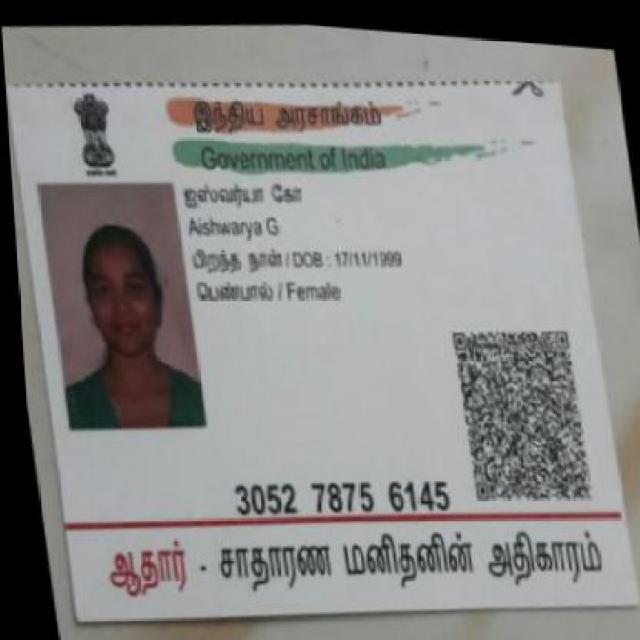 இந்திய அரசாங்கம்
Government of India
ஐஸ்வர்யா கோ
Aishwarya G
பிறந்த நாள் / DOB : 17/11/1999
பெண்பால் / Female
3052 7875 6145
ஆதார் - சாதாரண மனிதனின் அதிகாரம்